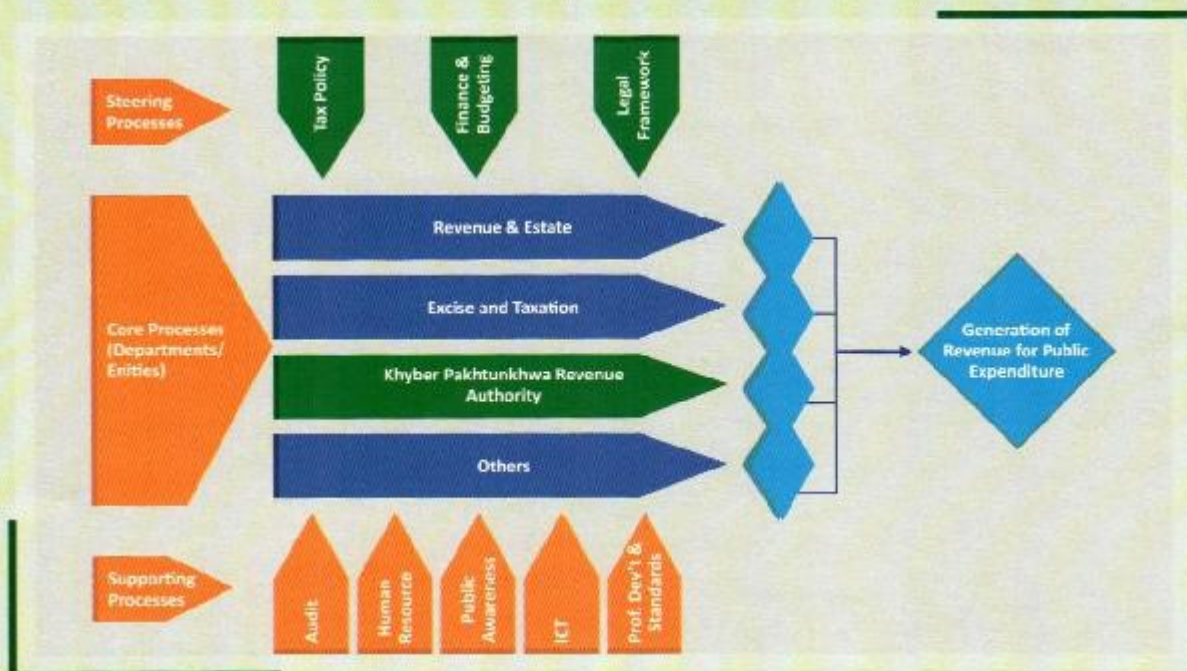 Steering
Processes
Tax Policy
Finance &
Budgeting
Legal
Framework
Core Processes
(Departments/
Enities)
Revenue & Estate
Excise and Taxation
Khyber Pakhtunkhwa Revenue
Authority
Others
Generation of
Revenue for Public
Expenditure
Supporting
Processes
Audit
Human
Resource
Public
Awareness
ICT
Prof. Dev't &
Standards